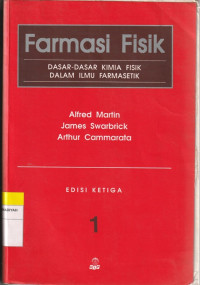 Farmasi Fisik
DASAR-DASAR KIMIA FISIK
DALAM ILMU FARMASETIK
Alfred Martin
James Swarbrick
Arthur Cammarata
EDISI KETIGA
1